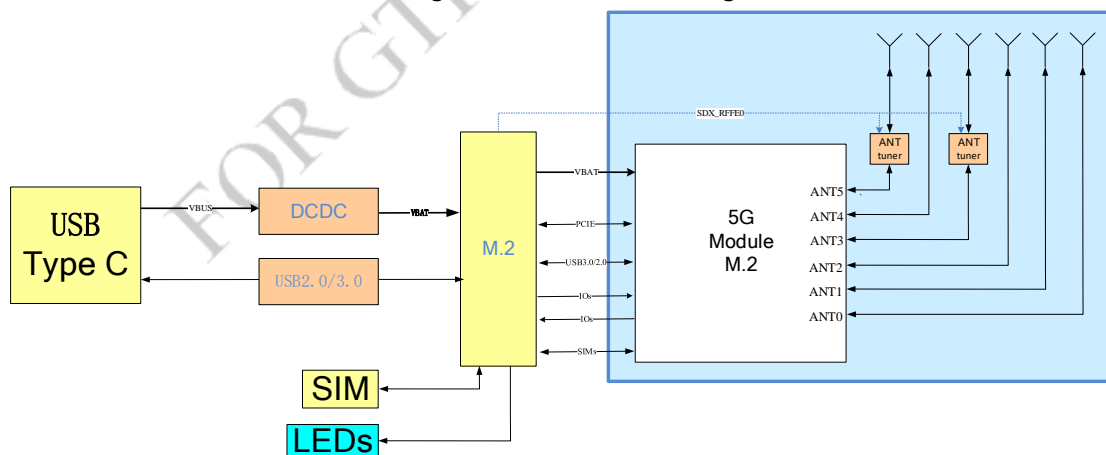 SDX_RFFE0
ANT
tuner
ANT
tuner
USB
Type C
VBUS
DCDC
VBAT
USB2.0/3.0
M.2
VBAT
PCIE
USB3.0/2.0
IOs
IOs
SIMs
5G
Module
M.2
ANT5
ANT4
ANT3
ANT2
ANT1
ANT0
SIM
LEDs
FOR